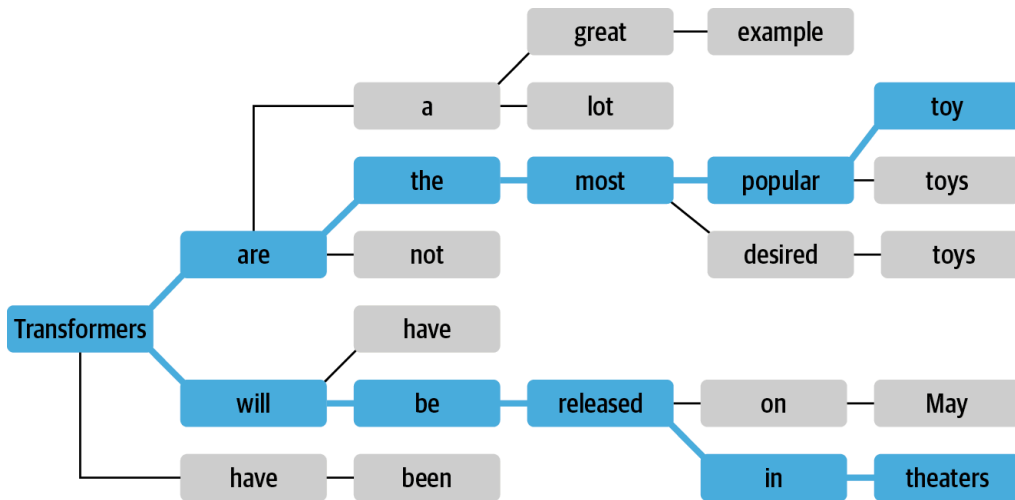 great example
a lot toy
the most popular toys
are not desired toys
Transformers have
will be released on May
have been in theaters